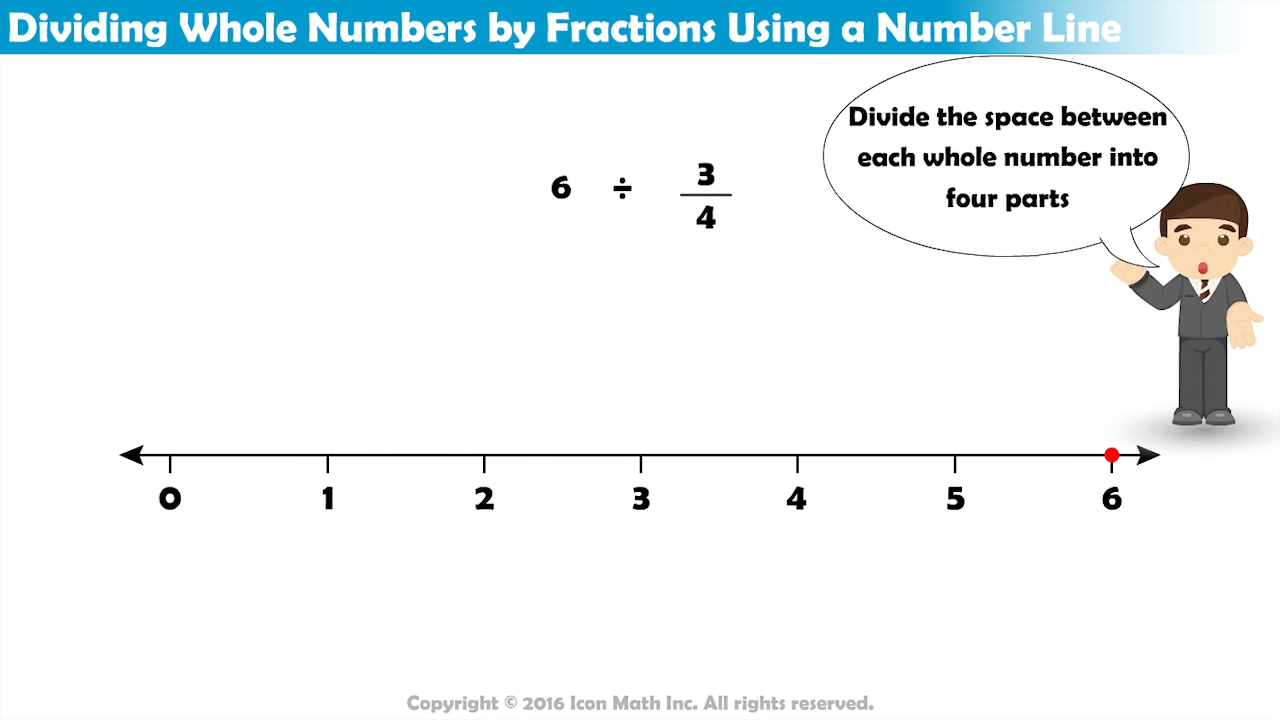 Dividing Whole Numbers by Fractions Using a Number Line
Divide the space between
each whole number into
four parts
6 ÷ 3/4
0 1 2 3 4 5 6
Copyright © 2016 Icon Math Inc. All rights reserved.